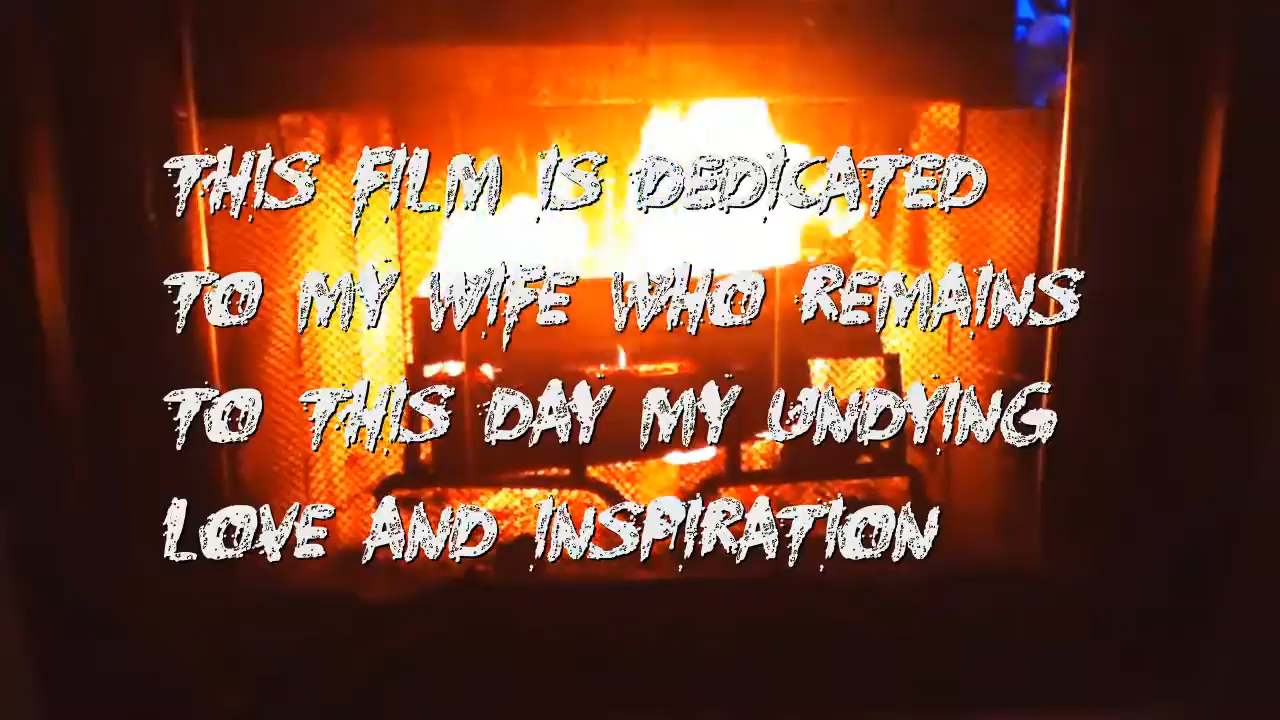 THIS FILM IS DEDICATED
TO MY WIFE WHO REMAINS
TO THIS DAY MY UNDYING
LOVE AND INSPIRATION